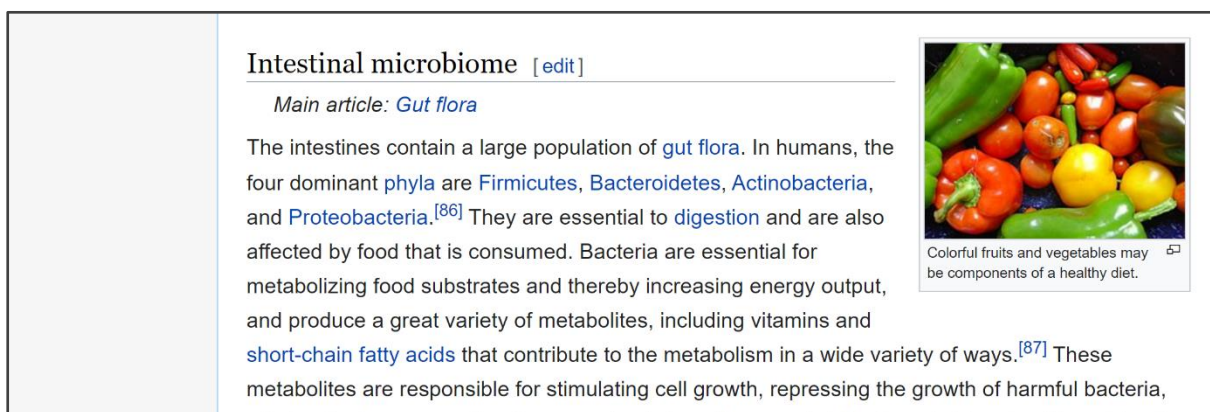 Intestinal microbiome [ edit ]
Main article: Gut flora
The intestines contain a large population of gut flora. In humans, the
four dominant phyla are Firmicutes, Bacteroidetes, Actinobacteria,
and Proteobacteria.[86] They are essential to digestion and are also
affected by food that is consumed. Bacteria are essential for
metabolizing food substrates and thereby increasing energy output,
and produce a great variety of metabolites, including vitamins and
short-chain fatty acids that contribute to the metabolism in a wide variety of ways.[87] These
metabolites are responsible for stimulating cell growth, repressing the growth of harmful bacteria,
Colorful fruits and vegetables may
be components of a healthy diet.